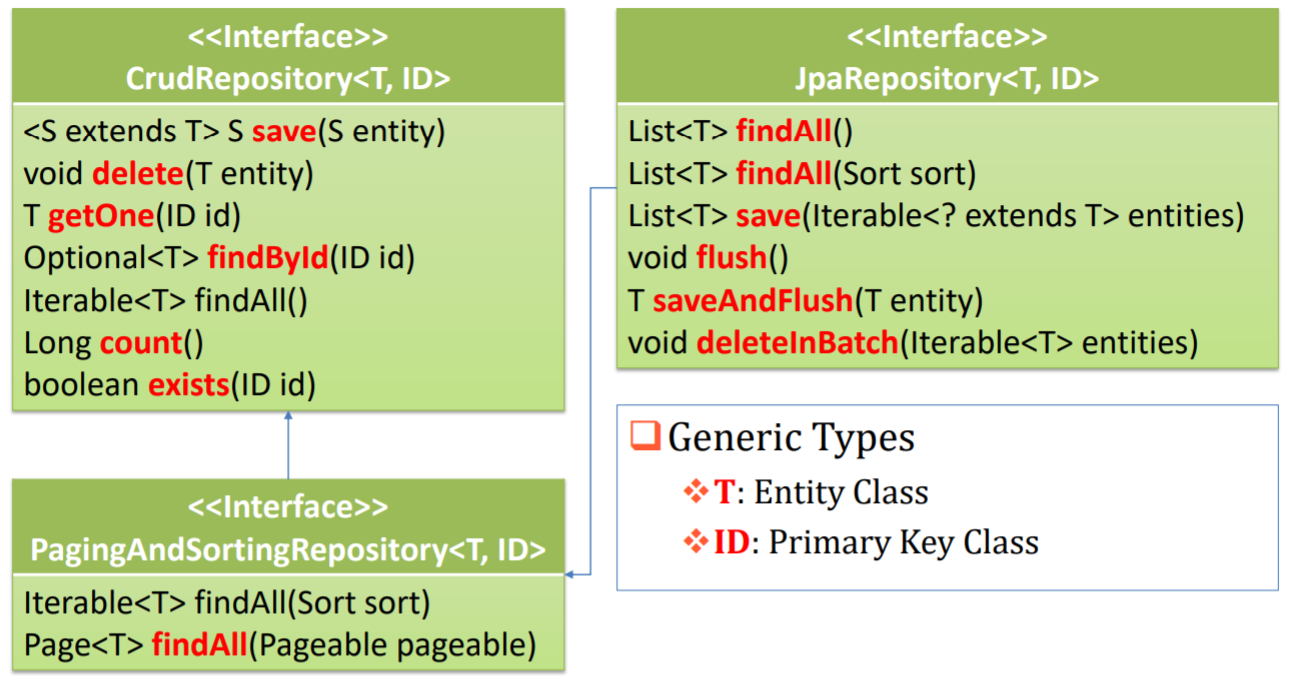 <<Interface>>
CrudRepository<T, ID>
<S extends T> S save(S entity)
void delete(T entity)
T getOne(ID id)
Optional<T> findById(ID id)
Iterable<T> findAll()
Long count()
boolean exists(ID id)
<<Interface>>
PagingAndSortingRepository<T, ID>
Iterable<T> findAll(Sort sort)
Page<T> findAll(Pageable pageable)
<<Interface>>
JpaRepository<T, ID>
List<T> findAll()
List<T> findAll(Sort sort)
List<T> save(Iterable<? extends T> entities)
void flush()
T saveAndFlush(T entity)
void deleteInBatch(Iterable<T> entities)
Generic Types
T: Entity Class
ID: Primary Key Class